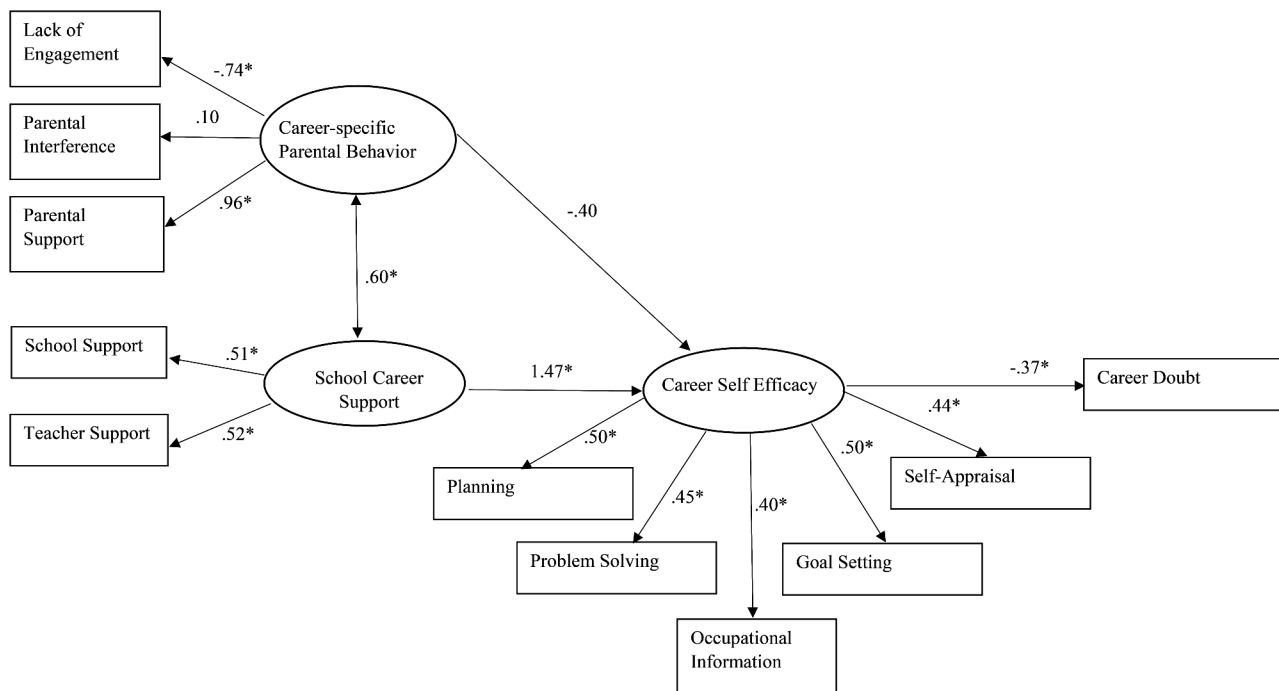 Lack of
Engagement
-.74*
Parental
Interference
.10
Career-specific
Parental Behavior
Parental
Support
.96*
-.40
.60*
School Support
.51*
School Career
Support
1.47*
Career Self Efficacy
-.37*
Career Doubt
Teacher Support
.52*
.50*
Planning
.45*
Problem Solving
.40*
Occupational
Information
.50*
Goal Setting
.44*
Self-Appraisal